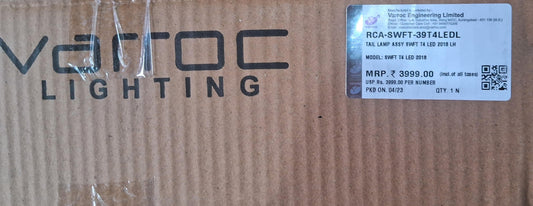 varroc
LIGHTING
Varroc Engineering Limited
RCA-SWFT-39T4LEDL
TAIL LAMP ASSY SWFT T4 LED 2018 LH
MODEL: SWFT T4 LED 2018
MRP.₹ 3999.00 (Incl. of all taxes)
USP Rs. 3999.00 PER NUMBER
PKD ON. 04/23 QTY. 1 N